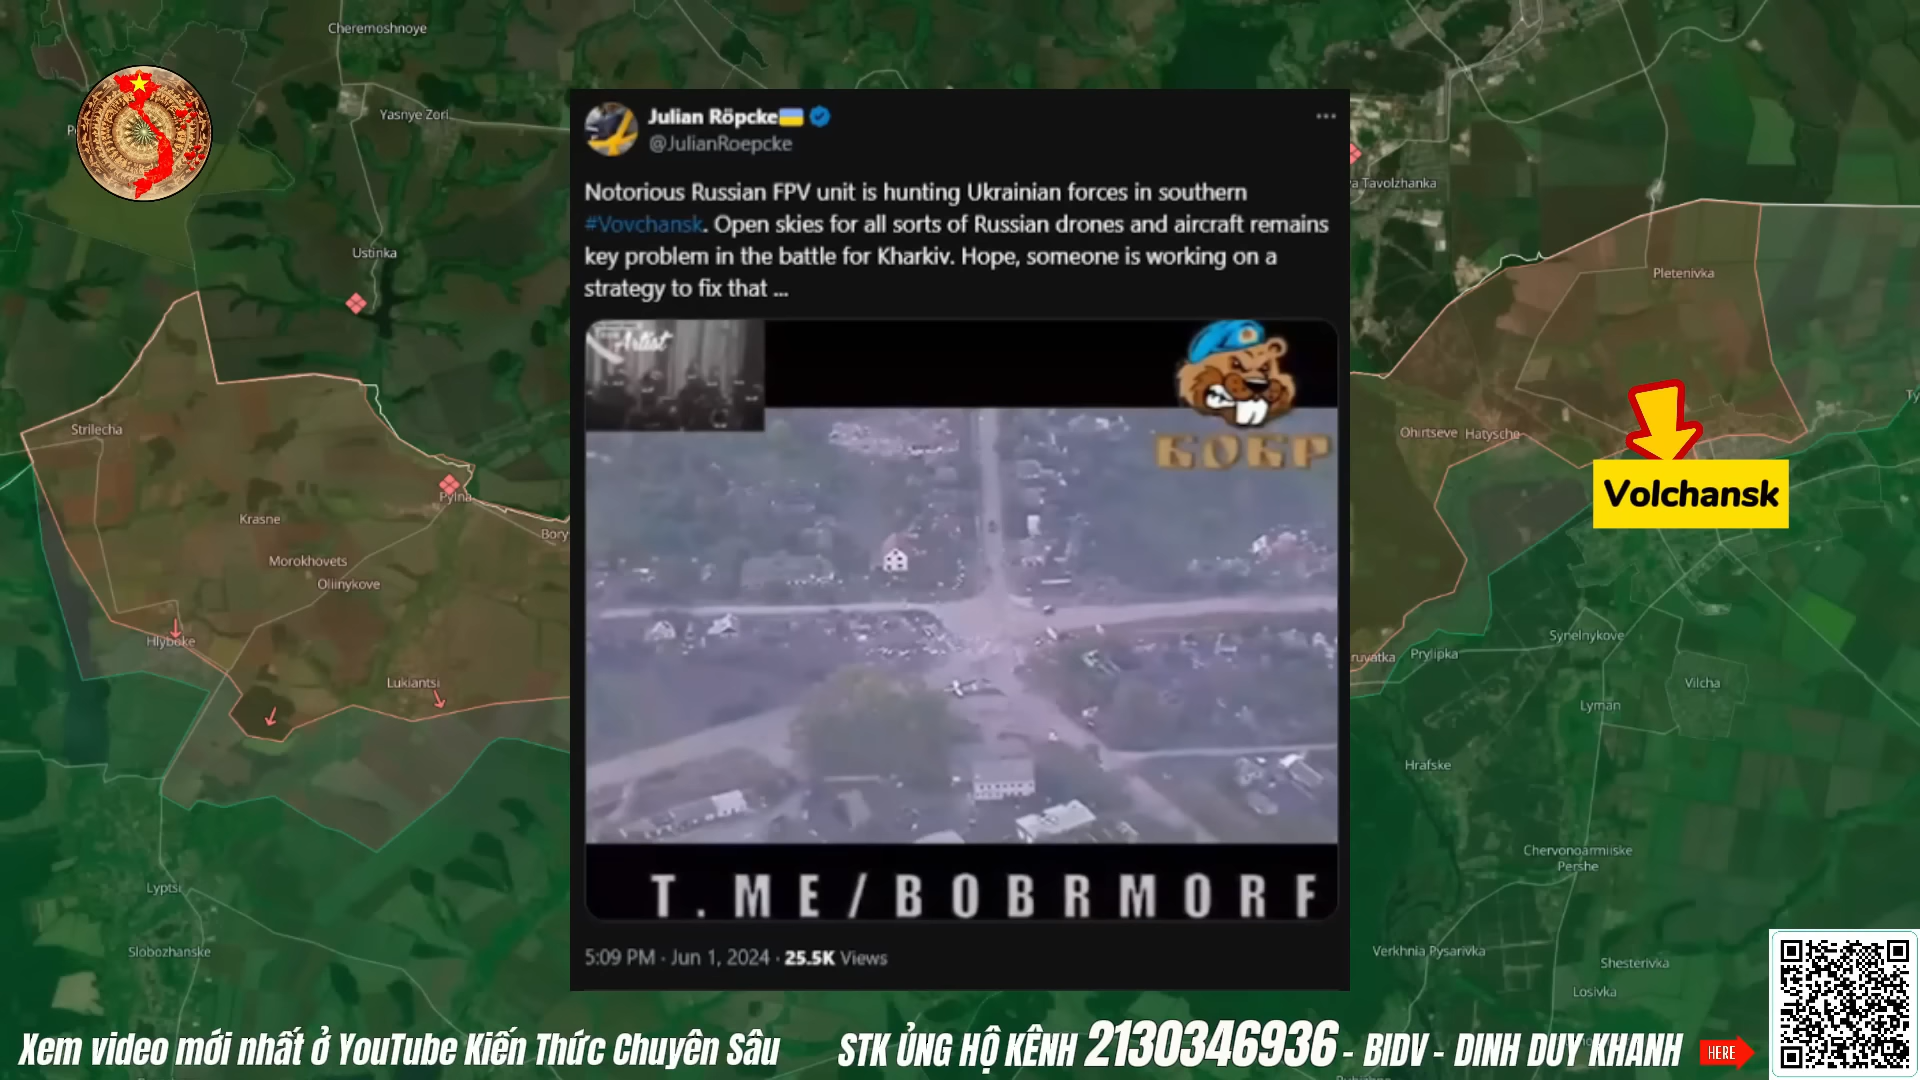 Cheremoshnoye
Yasnye Zori
Ustinka
Strilecha
Pylna
Krasne
Bory
Morokhovets
Oliinykove
Hlyboke
Lukiantsi
Lyptsi
Slobozhanske
Julian Röpcke
@JulianRoepcke
Notorious Russian FPV unit is hunting Ukrainian forces in southern
#Vovchansk. Open skies for all sorts of Russian drones and aircraft remains
key problem in the battle for Kharkiv. Hope, someone is working on a
strategy to fix that ...
Artist
БОБР
T.ME/BOBRMORF
5:09 PM · Jun 1, 2024 · 25.5K Views
a Tavolzhanka
Pletenivka
Ohirtseve
Hatyshche
Volchansk
Synelnykove
ruvatka
Prylipka
Vilcha
Lyman
Hrafske
Chervonoarmiiske
Pershe
Verkhnia Pysarivka
Shesterivka
Losivka
Xem video mới nhất ở YouTube Kiến Thức Chuyên Sâu
STK ỦNG HỘ KÊNH 2130346936 - BIDV - DINH DUY KHANH
HERE